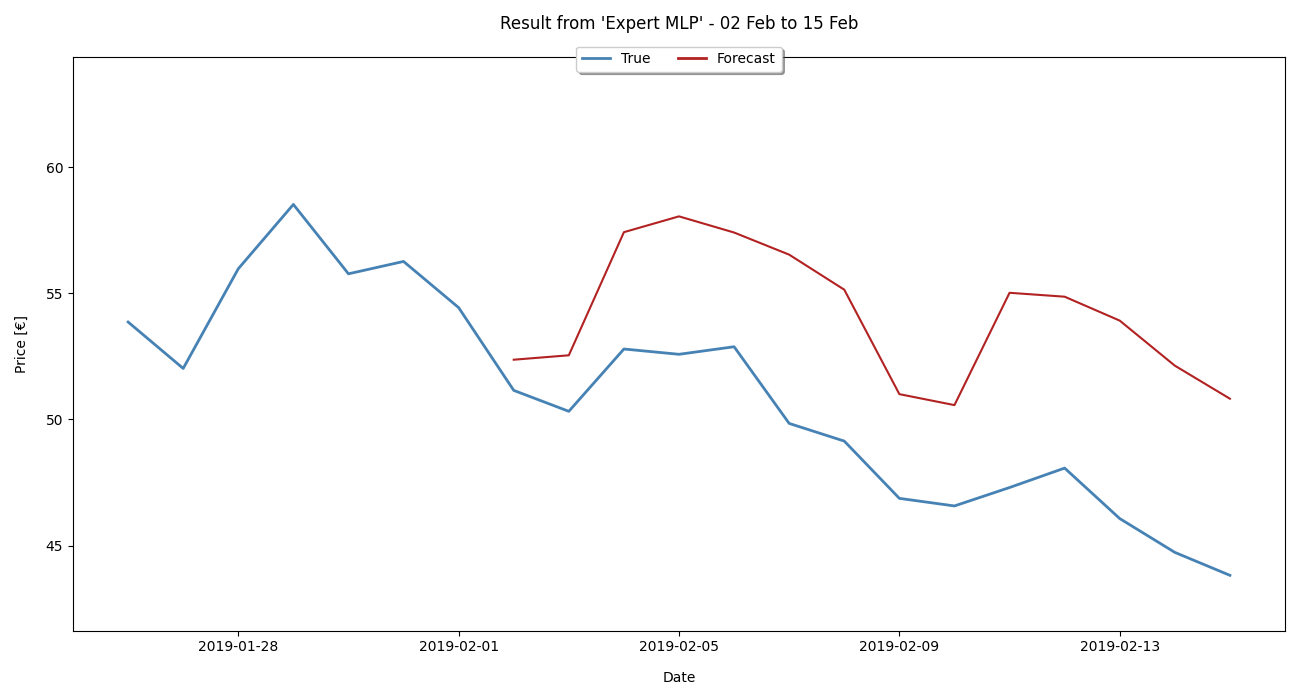 Result from 'Expert MLP' - 02 Feb to 15 Feb
True Forecast
Price [€]
60
55
50
45
2019-01-28 2019-02-01 2019-02-05 2019-02-09 2019-02-13
Date